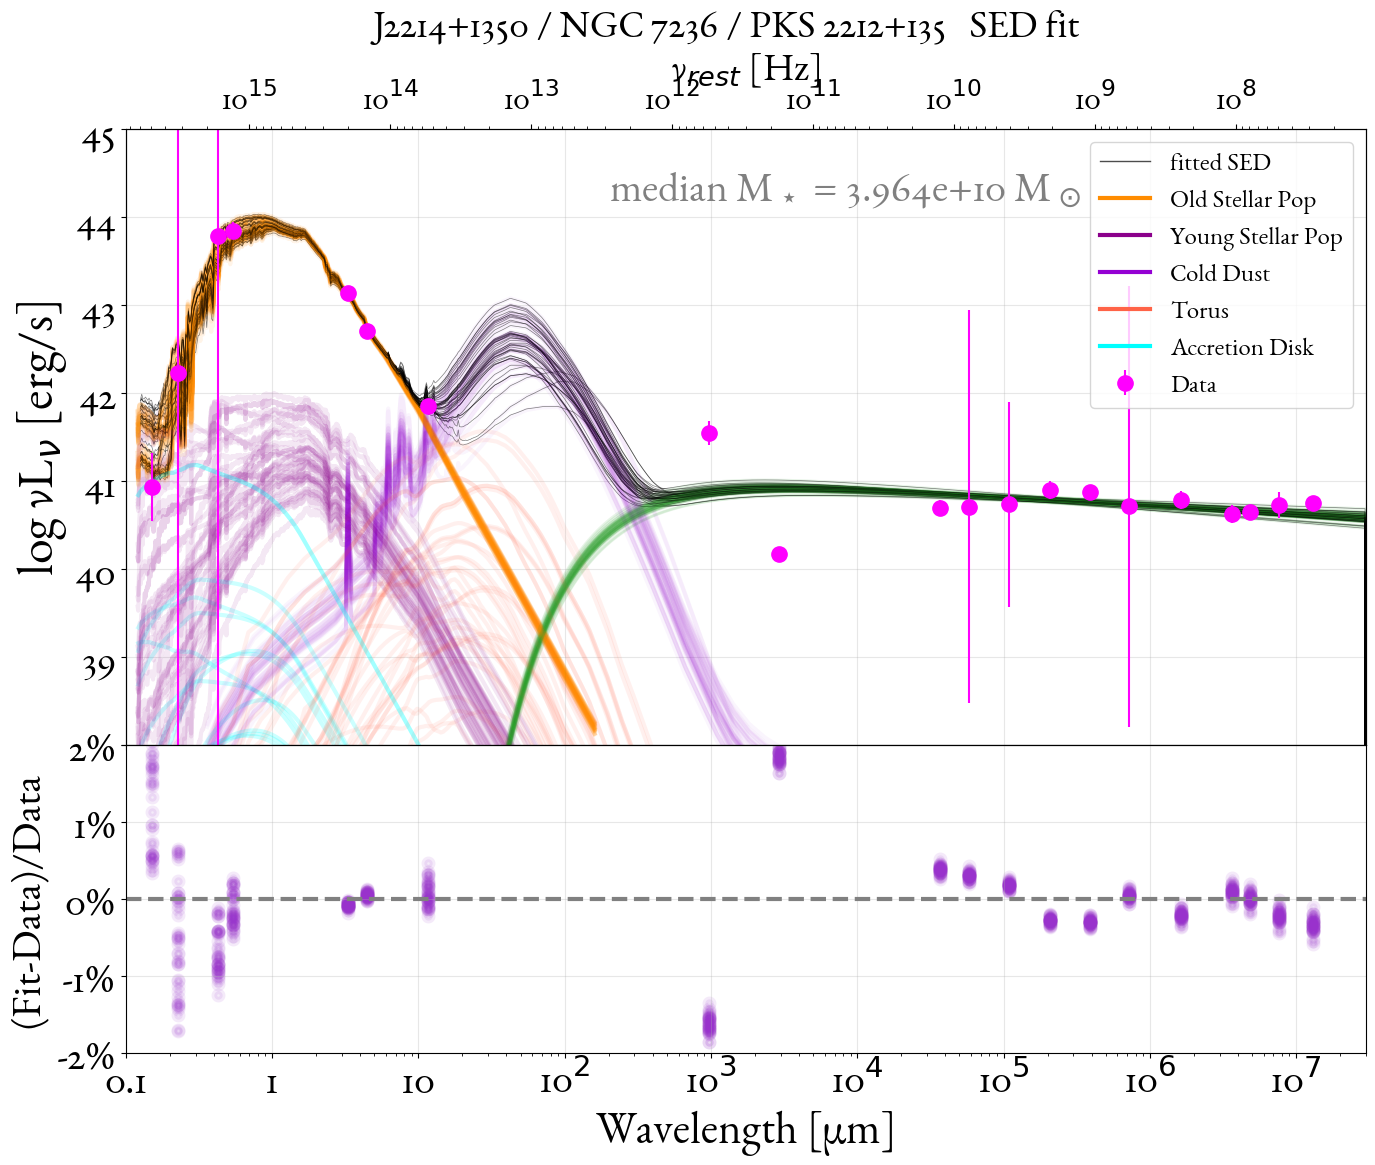 J2214+1350 / NGC 7236 / PKS 2212+135 SED fit
ν_rest [Hz]
10^15 10^14 10^13 10^12 10^11 10^10 10^9 10^8
45
44
43
42
41
40
39
log νLν [erg/s]
median M⋆ = 3.964e+10 M⊙
fitted SED
Old Stellar Pop
Young Stellar Pop
Cold Dust
Torus
Accretion Disk
Data
2%
1%
0%
-1%
-2%
(Fit-Data)/Data
0.1 1 10 10^2 10^3 10^4 10^5 10^6 10^7
Wavelength [μm]